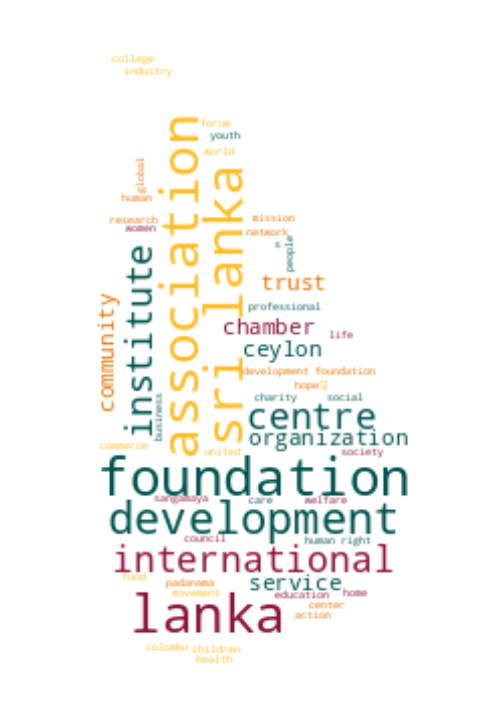 college
industry
forum
youth
world
global
human
association
sri lanka
research
women
mission
network
s
people
institute
trust
community
professional
chamber
life
ceylon
development foundation
hope
charity
social
business
centre
organization
commerce
united
society
foundation
sangamaya
care
welfare
development
council
human right
international
fund
padanama
service
movement
education
home
lanka
center
action
colombo
children
health